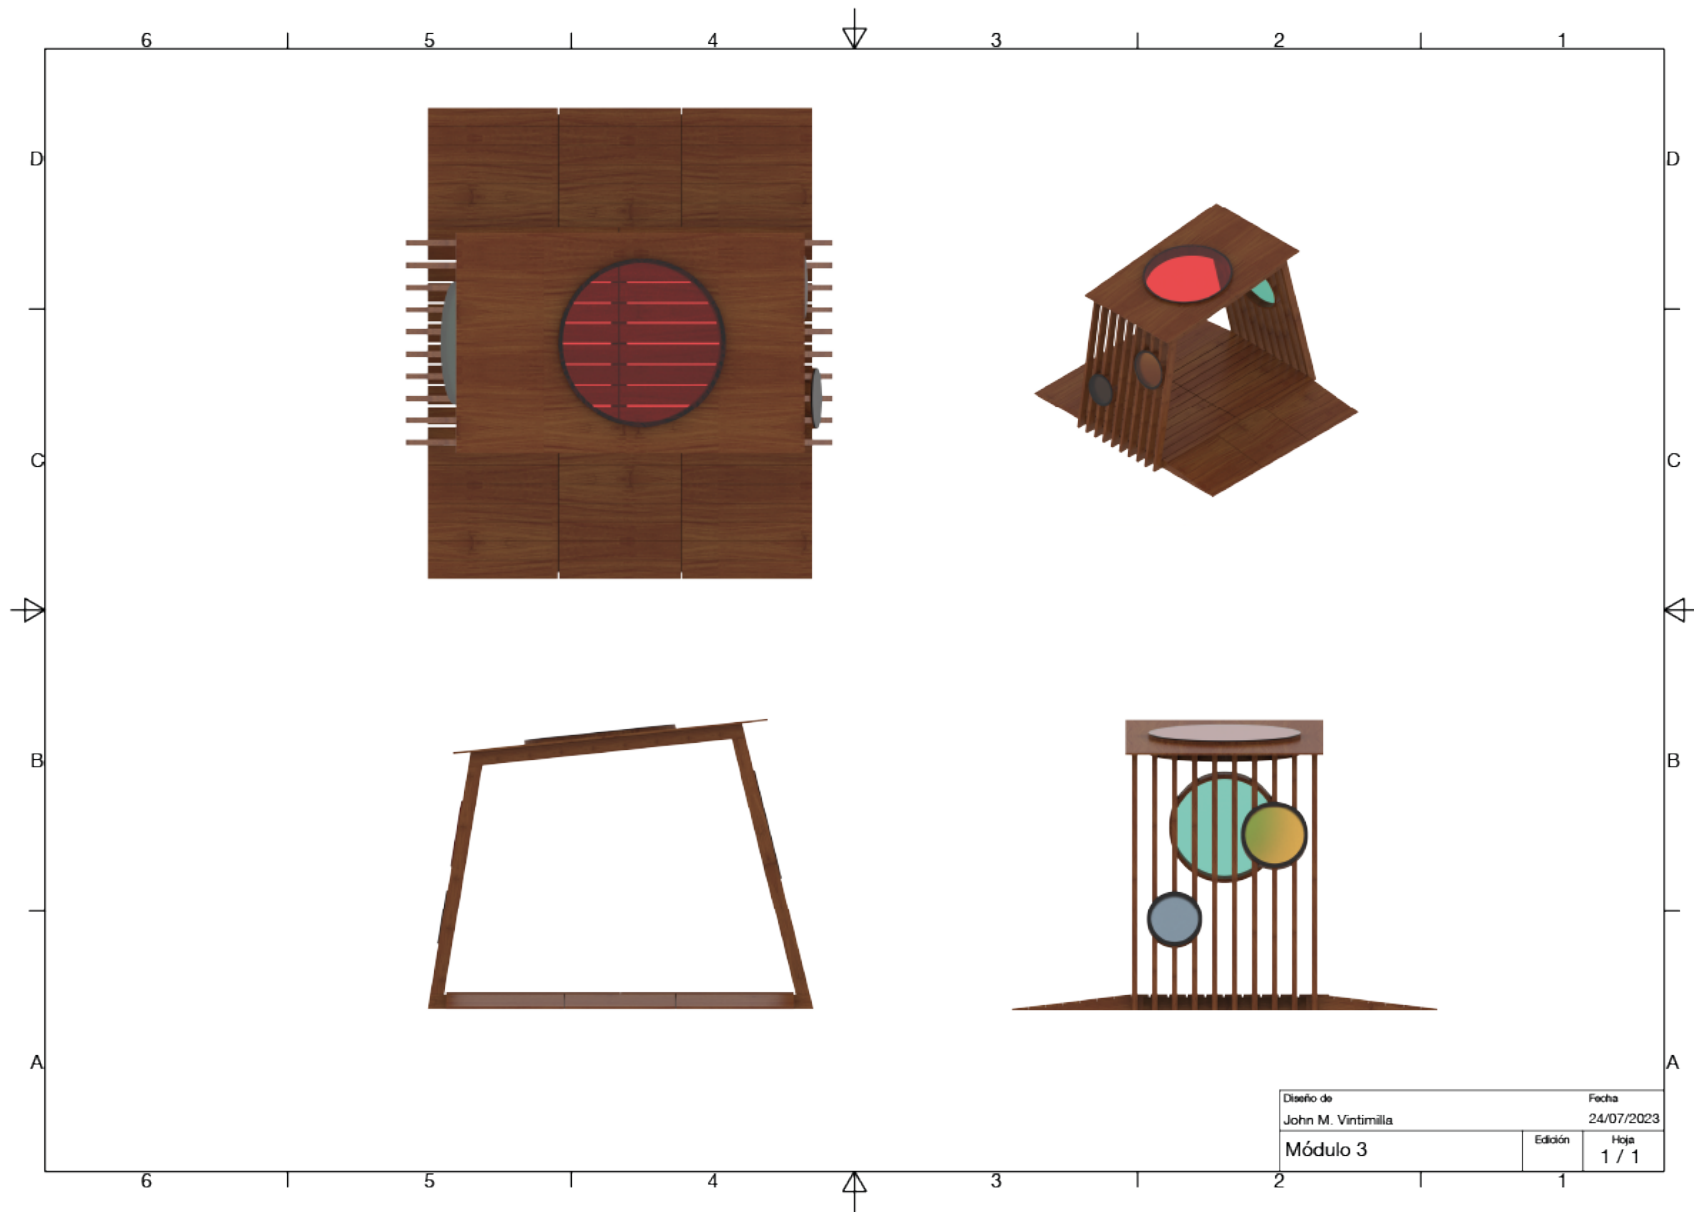 6 5 4 3 2 1
D D
C C
B B
A A
Diseño de Fecha
John M. Vintimilla 24/07/2023
Módulo 3 Edición Hoja
1 / 1
6 5 4 3 2 1